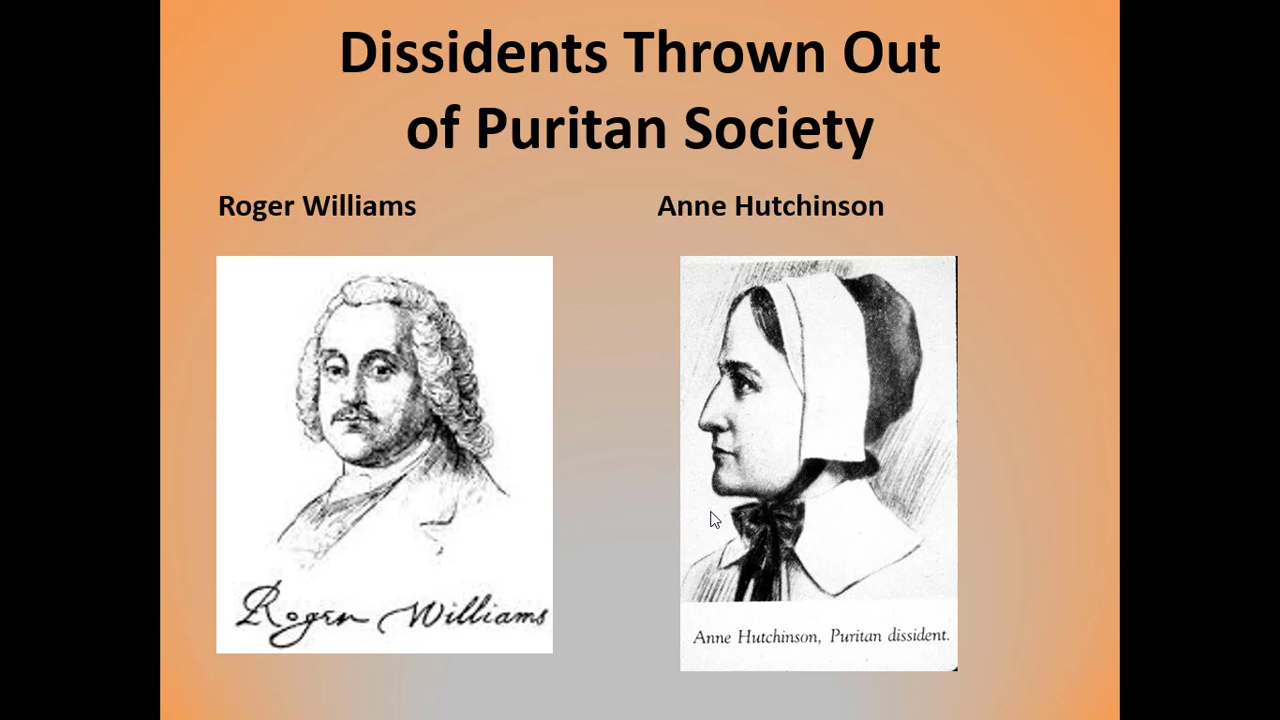 Dissidents Thrown Out
of Puritan Society
Roger Williams
Anne Hutchinson
Roger Williams
Anne Hutchinson, Puritan dissident.